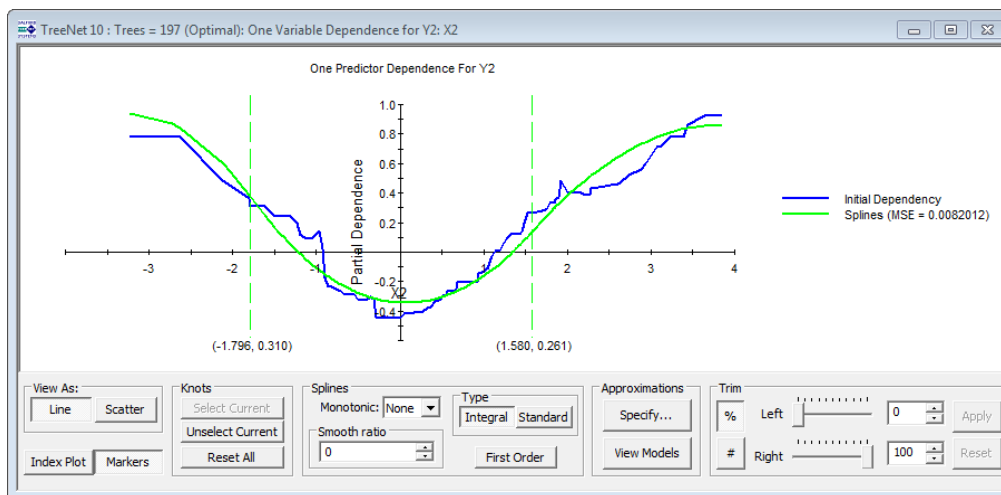 TreeNet 10 : Trees = 197 (Optimal): One Variable Dependence for Y2: X2
One Predictor Dependence For Y2
1.0
0.8
0.6
0.4
0.2
-0.2
-0.4
Partial Dependence
X2
-3
-2
-1
1
2
3
4
(-1.796, 0.310)
(1.580, 0.261)
Initial Dependency
Splines (MSE = 0.0082012)
View As:
Line
Scatter
Index Plot
Markers
Knots
Select Current
Unselect Current
Reset All
Splines
Monotonic:
None
Smooth ratio
0
Type
Integral
Standard
First Order
Approximations
Specify...
View Models
Trim
%
Left
0
Apply
#
Right
100
Reset